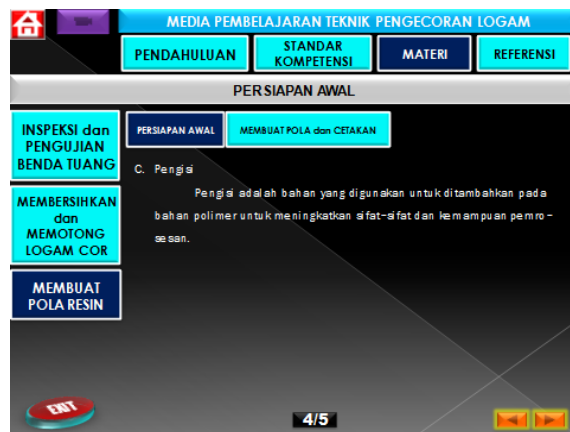 MEDIA PEMBELAJARAN TEKNIK PENGECORAN LOGAM
PENDAHULUAN
STANDAR
KOMPETENSI
MATERI
REFERENSI
PERSIAPAN AWAL
INSPEKSI dan
PENGUJIAN
BENDA TUANG
MEMBERSIHKAN
dan
MEMOTONG
LOGAM COR
MEMBUAT
POLA RESIN
PERSIAPAN AWAL
MEMBUAT POLA dan CETAKAN
C. Pengisi
Pengisi adalah bahan yang digunakan untuk ditambahkan pada
bahan polimer untuk meningkatkan sifat-sifat dan kemampuan pemro-
sesan.
EXIT
4/5